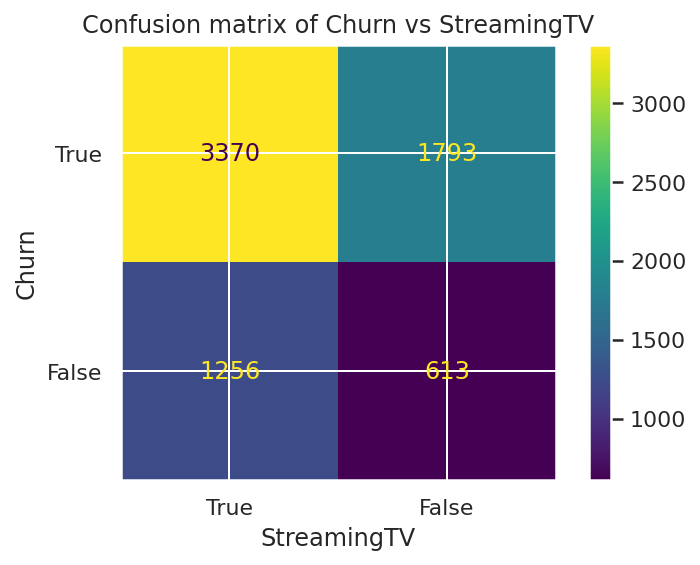 Confusion matrix of Churn vs StreamingTV
True
3370
1793
False
1256
613
True
False
StreamingTV
Churn
3000
2500
2000
1500
1000